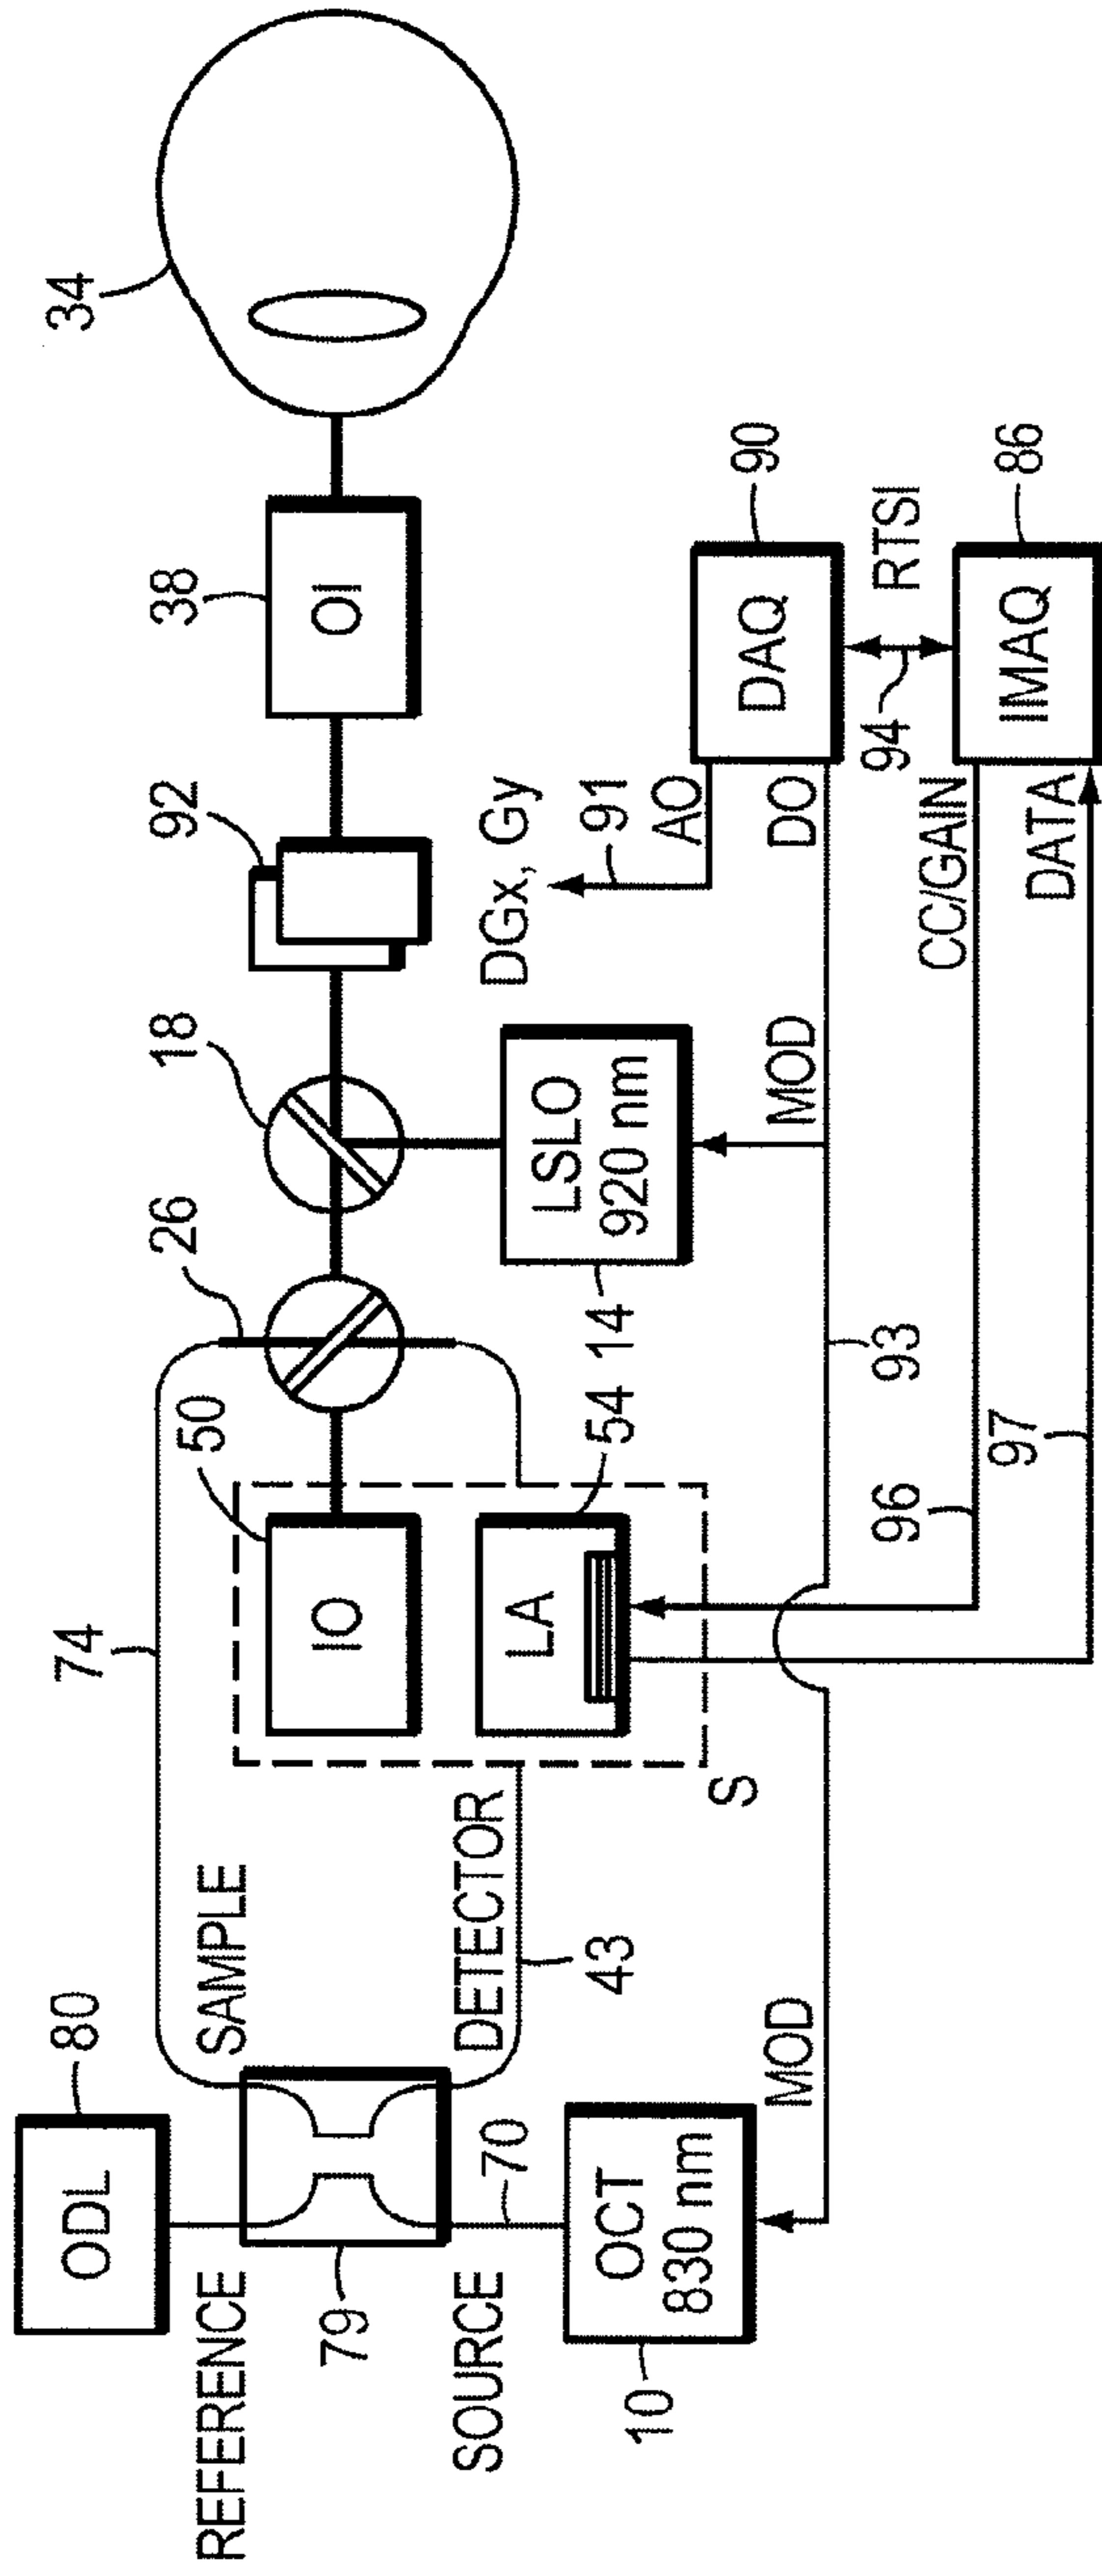 ODL
80
REFERENCE
SAMPLE
79
SOURCE
DETECTOR
70
OCT
830 nm
10
MOD
43
74
S
IO
50
LA
54
26
18
LSLO
920 nm
14
MOD
93
96
97
92
DGx, Gy
91
AO
DO
CC/GAIN
DATA
OI
38
34
DAQ
90
94
RTSI
IMAQ
86